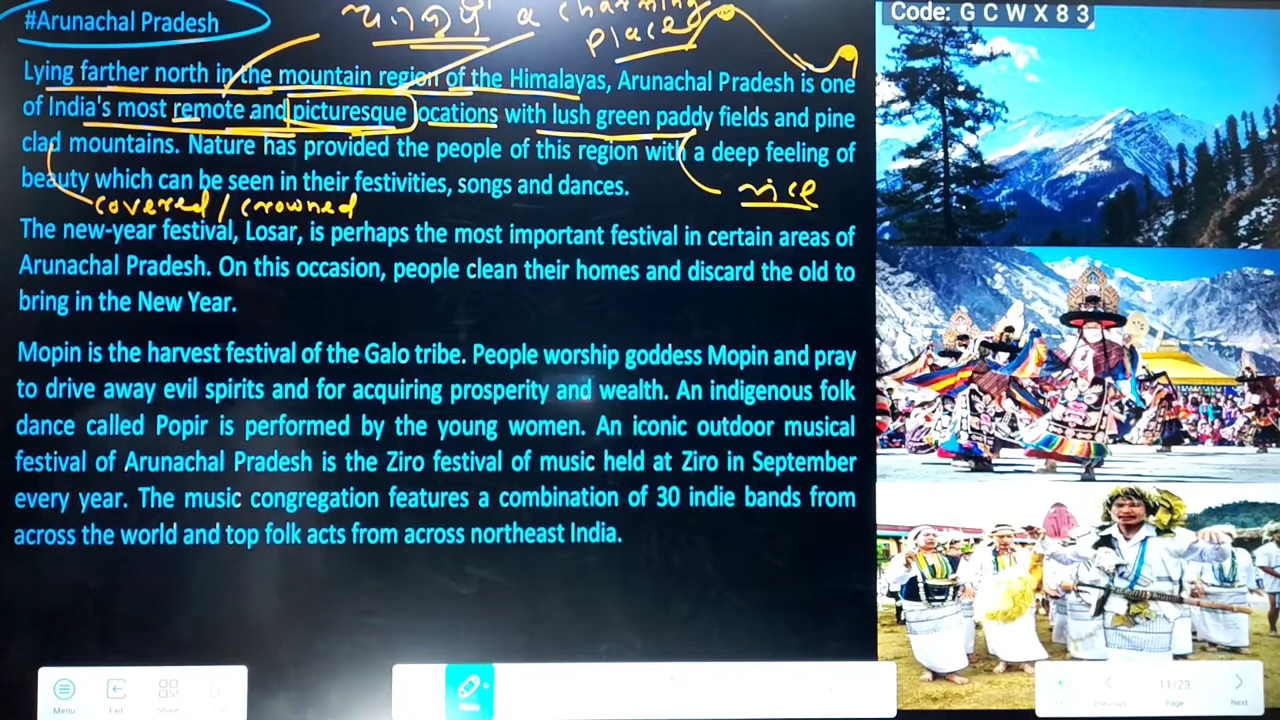 #Arunachal Pradesh
a charming
place
Code: G C W X 8 3
Lying farther north in the mountain region of the Himalayas, Arunachal Pradesh is one
of India's most remote and picturesque locations with lush green paddy fields and pine
clad mountains. Nature has provided the people of this region with a deep feeling of
beauty which can be seen in their festivities, songs and dances.
rice
covered / crowned
The new-year festival, Losar, is perhaps the most important festival in certain areas of
Arunachal Pradesh. On this occasion, people clean their homes and discard the old to
bring in the New Year.
Mopin is the harvest festival of the Galo tribe. People worship goddess Mopin and pray
to drive away evil spirits and for acquiring prosperity and wealth. An indigenous folk
dance called Popir is performed by the young women. An iconic outdoor musical
festival of Arunachal Pradesh is the Ziro festival of music held at Ziro in September
every year. The music congregation features a combination of 30 indie bands from
across the world and top folk acts from across northeast India.
Menu
Exit
Share
11/23
Previous
Page
Next